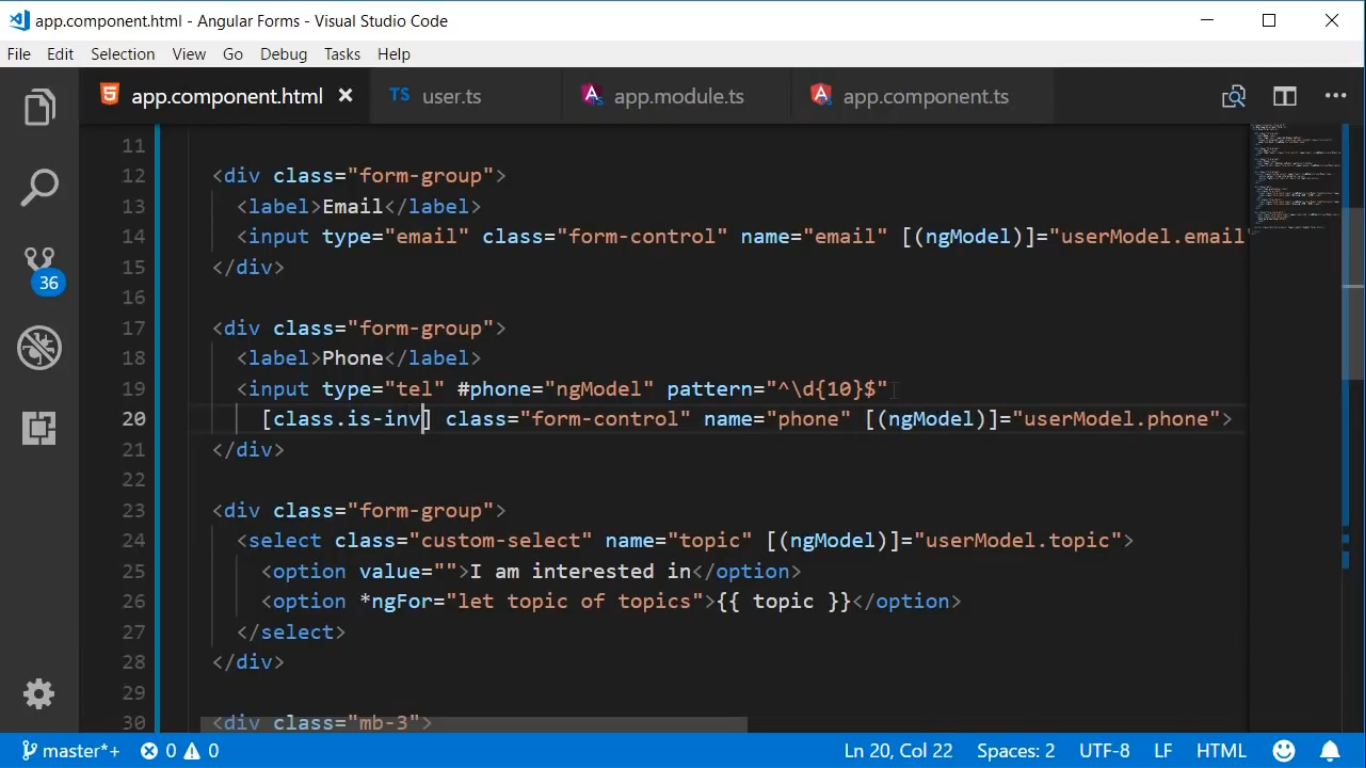 app.component.html - Angular Forms - Visual Studio Code
File Edit Selection View Go Debug Tasks Help
app.component.html TS user.ts app.module.ts app.component.ts
11
12 <div class="form-group">
13 <label>Email</label>
14 <input type="email" class="form-control" name="email" [(ngModel)]="userModel.email"
15 </div>
16
17 <div class="form-group">
18 <label>Phone</label>
19 <input type="tel" #phone="ngModel" pattern="^\d{10}$"
20 [class.is-inv] class="form-control" name="phone" [(ngModel)]="userModel.phone">
21 </div>
22
23 <div class="form-group">
24 <select class="custom-select" name="topic" [(ngModel)]="userModel.topic">
25 <option value="">I am interested in</option>
26 <option *ngFor="let topic of topics">{{ topic }}</option>
27 </select>
28 </div>
29
30 <div class="mb-3">
36
master*+ 0 0 Ln 20, Col 22 Spaces: 2 UTF-8 LF HTML